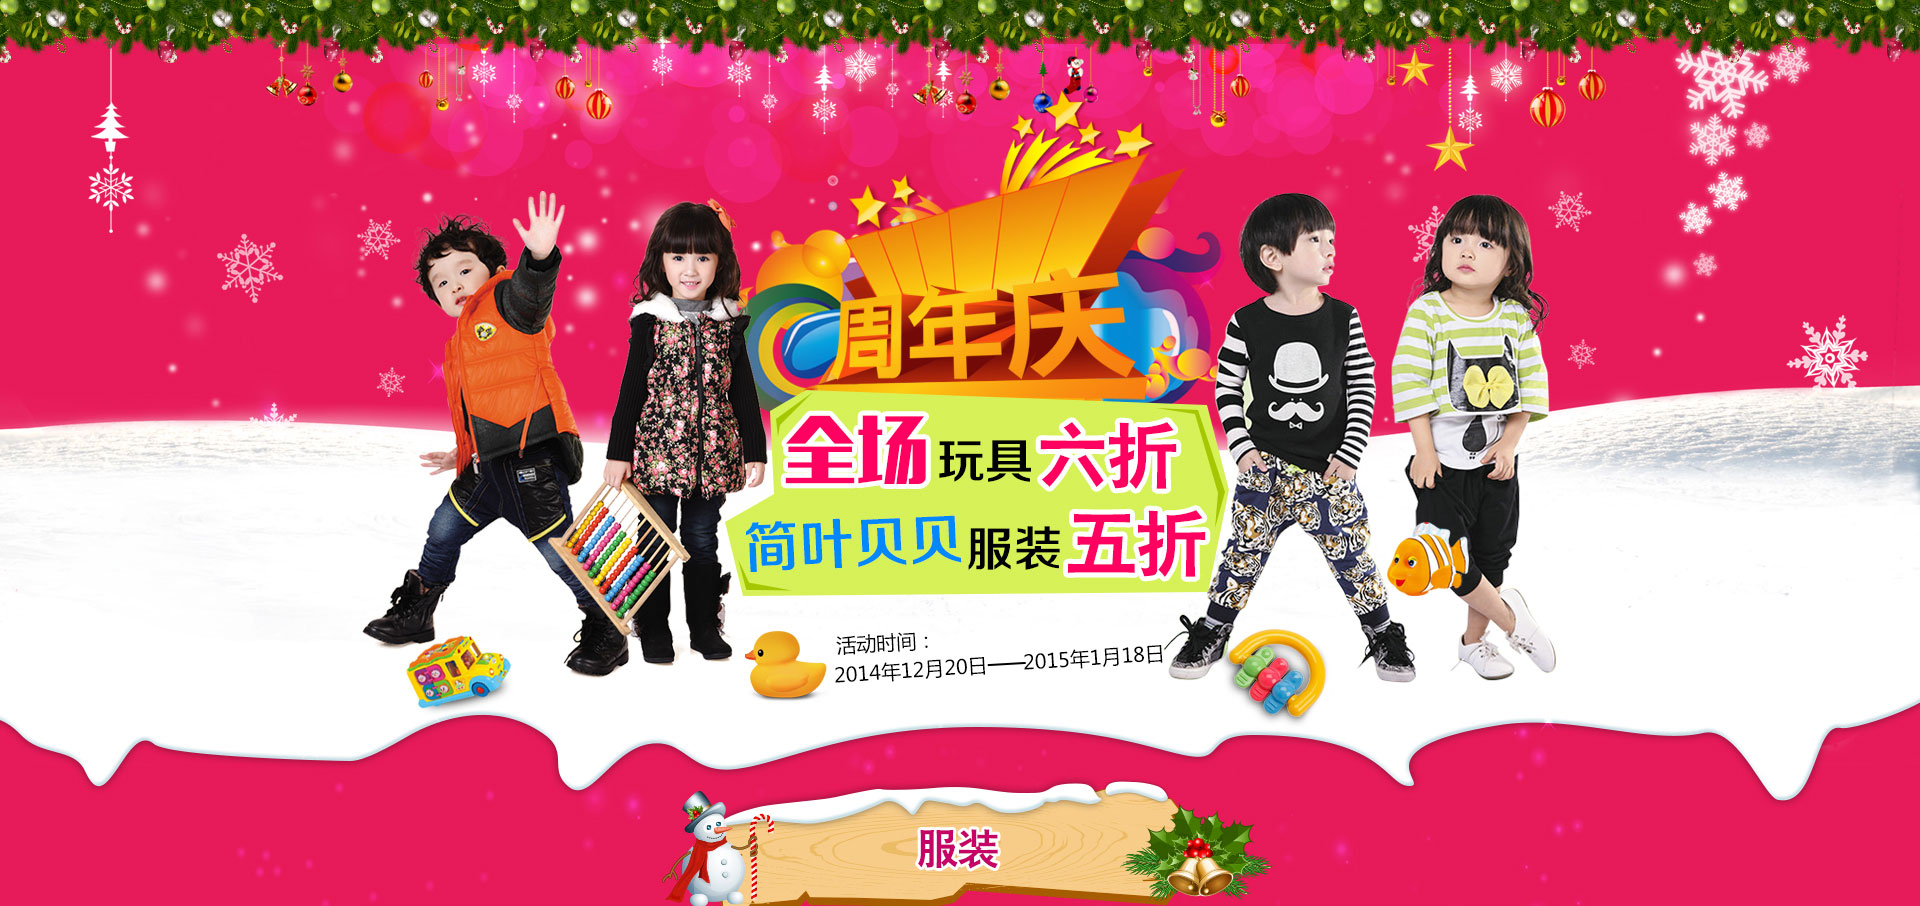 周年庆
全场玩具六折
简叶贝贝服装五折
活动时间：
2014年12月20日——2015年1月18日
服装